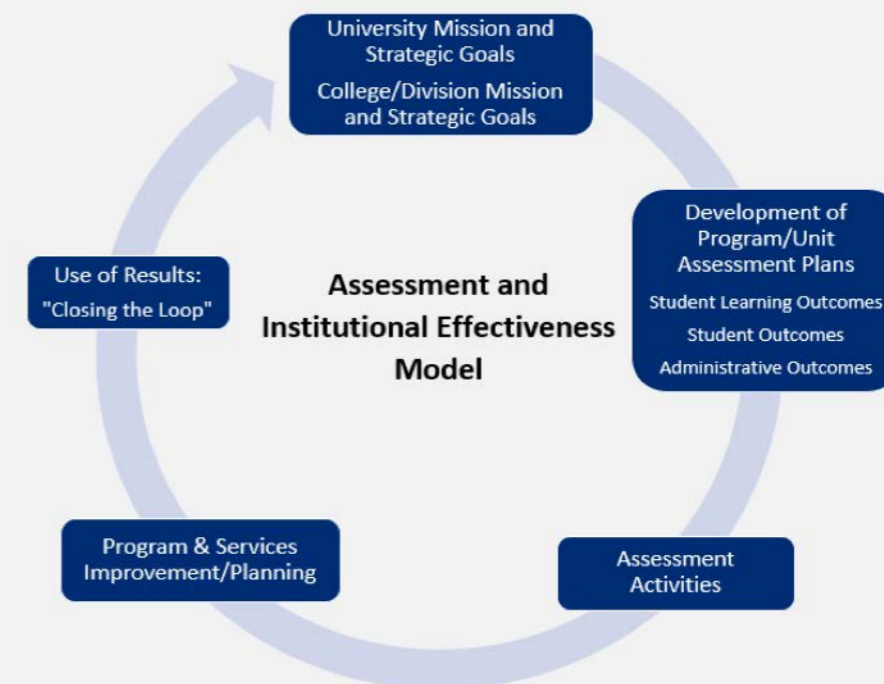 University Mission and
Strategic Goals
College/Division Mission
and Strategic Goals
Development of
Program/Unit
Assessment Plans
Student Learning Outcomes
Student Outcomes
Administrative Outcomes
Use of Results:
"Closing the Loop"
Assessment and
Institutional Effectiveness
Model
Program & Services
Improvement/Planning
Assessment
Activities